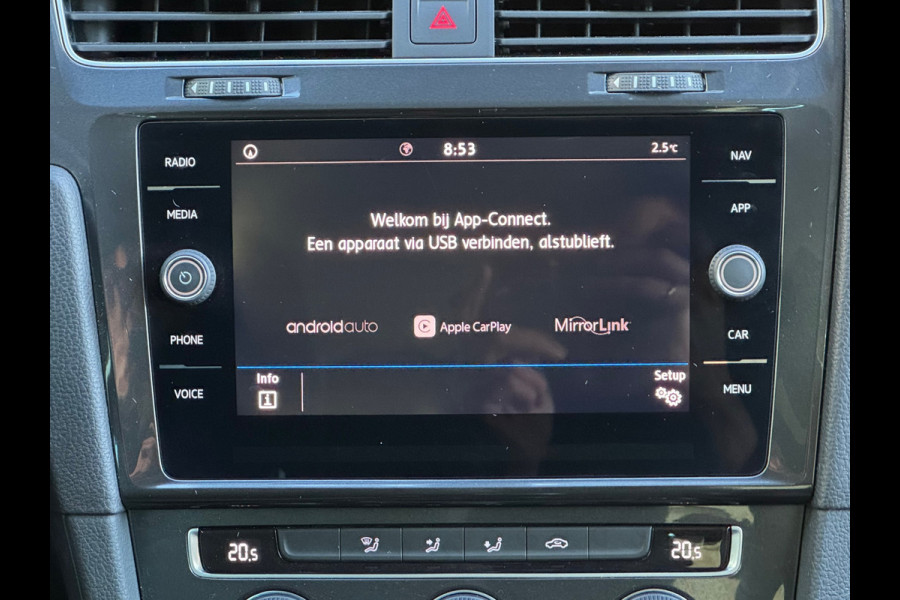 RADIO
MEDIA
PHONE
VOICE
8:53
2.5°C
Welkom bij App-Connect.
Een apparaat via USB verbinden, alstublieft.
androidauto
Apple CarPlay
MirrorLink
Info
Setup
NAV
APP
CAR
MENU
20.5
20.5